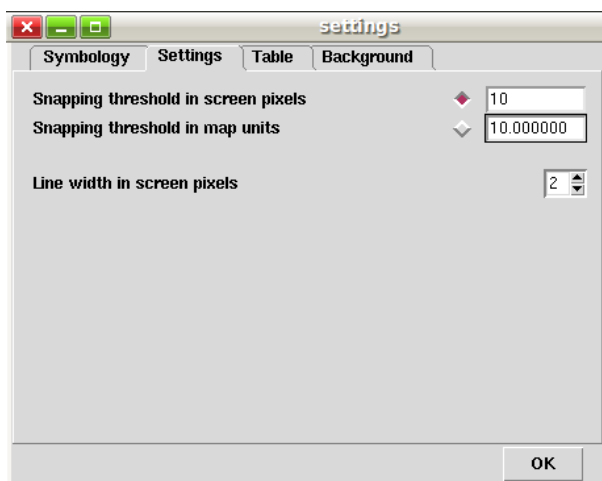 settings
Symbology Settings Table Background
Snapping threshold in screen pixels 10
Snapping threshold in map units 10.000000
Line width in screen pixels 2
OK